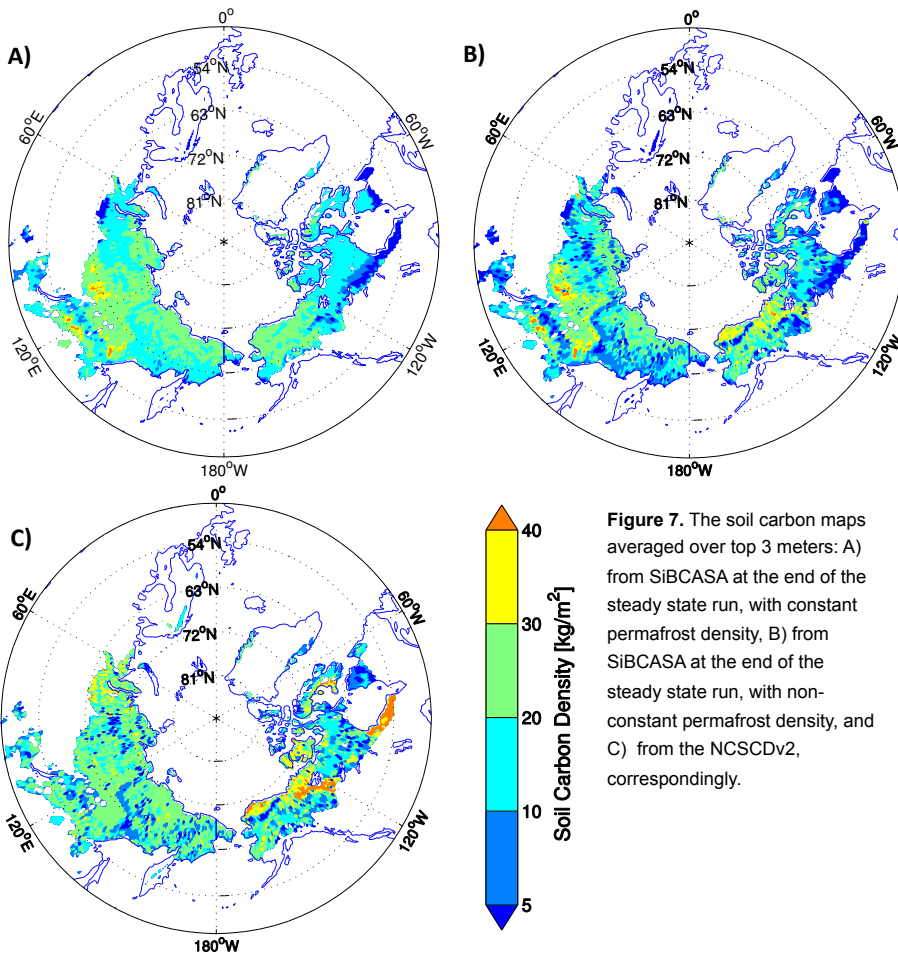 A)
0°
54°N
63°N
72°N
81°N
60°E
60°W
120°E
120°W
180°W
B)
0°
54°N
63°N
72°N
81°N
60°E
60°W
120°E
120°W
180°W
C)
0°
54°N
63°N
72°N
81°N
60°E
60°W
120°E
120°W
180°W
40
30
20
10
5
Soil Carbon Density [kg/m²]
Figure 7. The soil carbon maps
averaged over top 3 meters: A)
from SiBCASA at the end of the
steady state run, with constant
permafrost density, B) from
SiBCASA at the end of the
steady state run, with non-
constant permafrost density, and
C) from the NCSCDv2,
correspondingly.